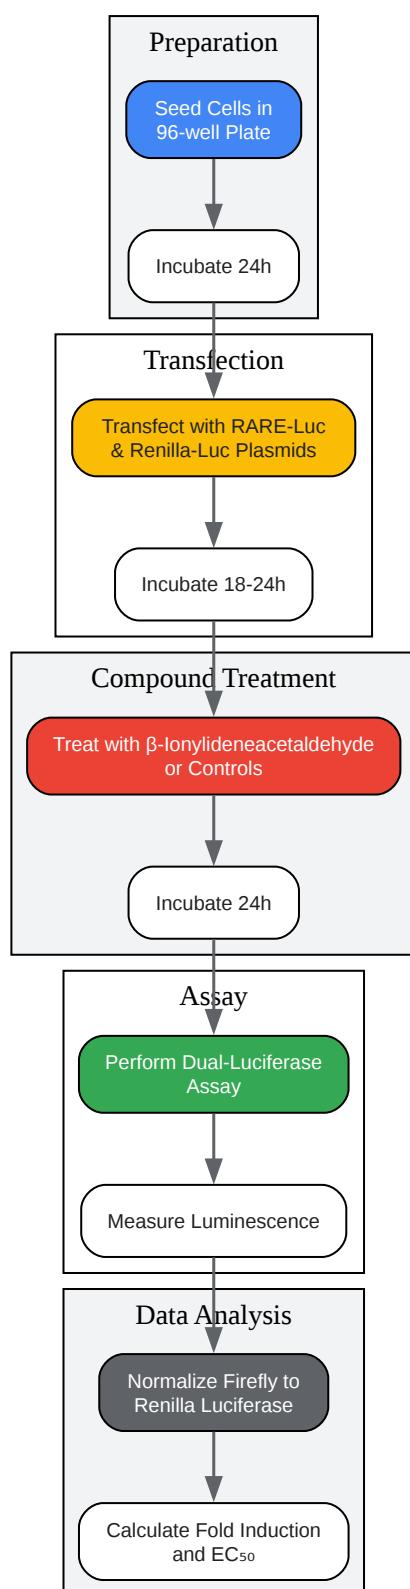 Preparation
Seed Cells in
96-well Plate
Incubate 24h
Transfection
Transfect with RARE-Luc
& Renilla-Luc Plasmids
Incubate 18-24h
Compound Treatment
Treat with β-Ionylideneacetaldehyde
or Controls
Incubate 24h
Assay
Perform Dual-Luciferase
Assay
Measure Luminescence
Data Analysis
Normalize Firefly to
Renilla Luciferase
Calculate Fold Induction
and EC₅₀